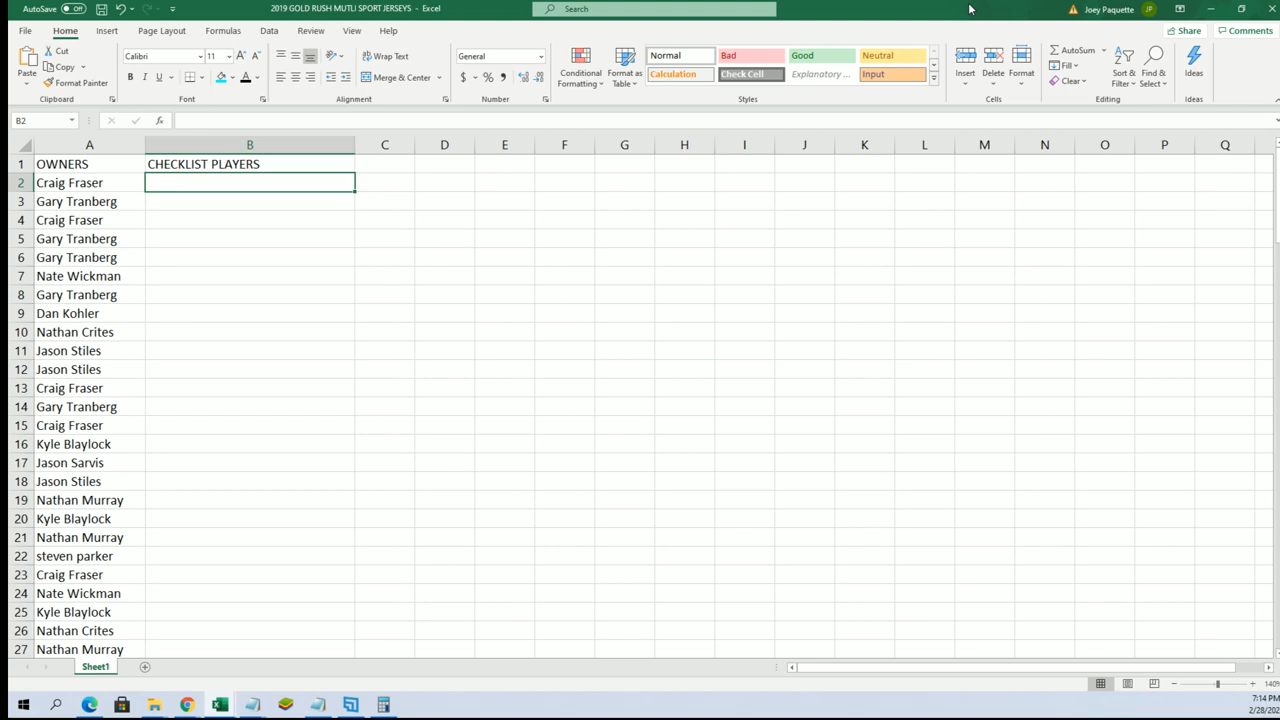 AutoSave Off 2019 GOLD RUSH MUTLI SPORT JERSEYS - Excel Search Joey Paquette JP
File Home Insert Page Layout Formulas Data Review View Help Share Comments
Paste Cut Copy Format Painter Clipboard
Calibri 11 A A B I U A Font
Wrap Text Merge & Center Alignment
General $ % , Number
Conditional Formatting Format as Table
Normal Bad Good Neutral
Calculation Check Cell Explanatory ... Input
Styles
Insert Delete Format Cells
AutoSum Fill Clear Sort & Filter Find & Select Editing
Ideas Ideas
B2 fx
A B C D E F G H I J K L M N O P Q
1 OWNERS CHECKLIST PLAYERS
2 Craig Fraser
3 Gary Tranberg
4 Craig Fraser
5 Gary Tranberg
6 Gary Tranberg
7 Nate Wickman
8 Gary Tranberg
9 Dan Kohler
10 Nathan Crites
11 Jason Stiles
12 Jason Stiles
13 Craig Fraser
14 Gary Tranberg
15 Craig Fraser
16 Kyle Blaylock
17 Jason Sarvis
18 Jason Stiles
19 Nathan Murray
20 Kyle Blaylock
21 Nathan Murray
22 steven parker
23 Craig Fraser
24 Nate Wickman
25 Kyle Blaylock
26 Nathan Crites
27 Nathan Murray
Sheet1
140%
7:14 PM
2/28/202